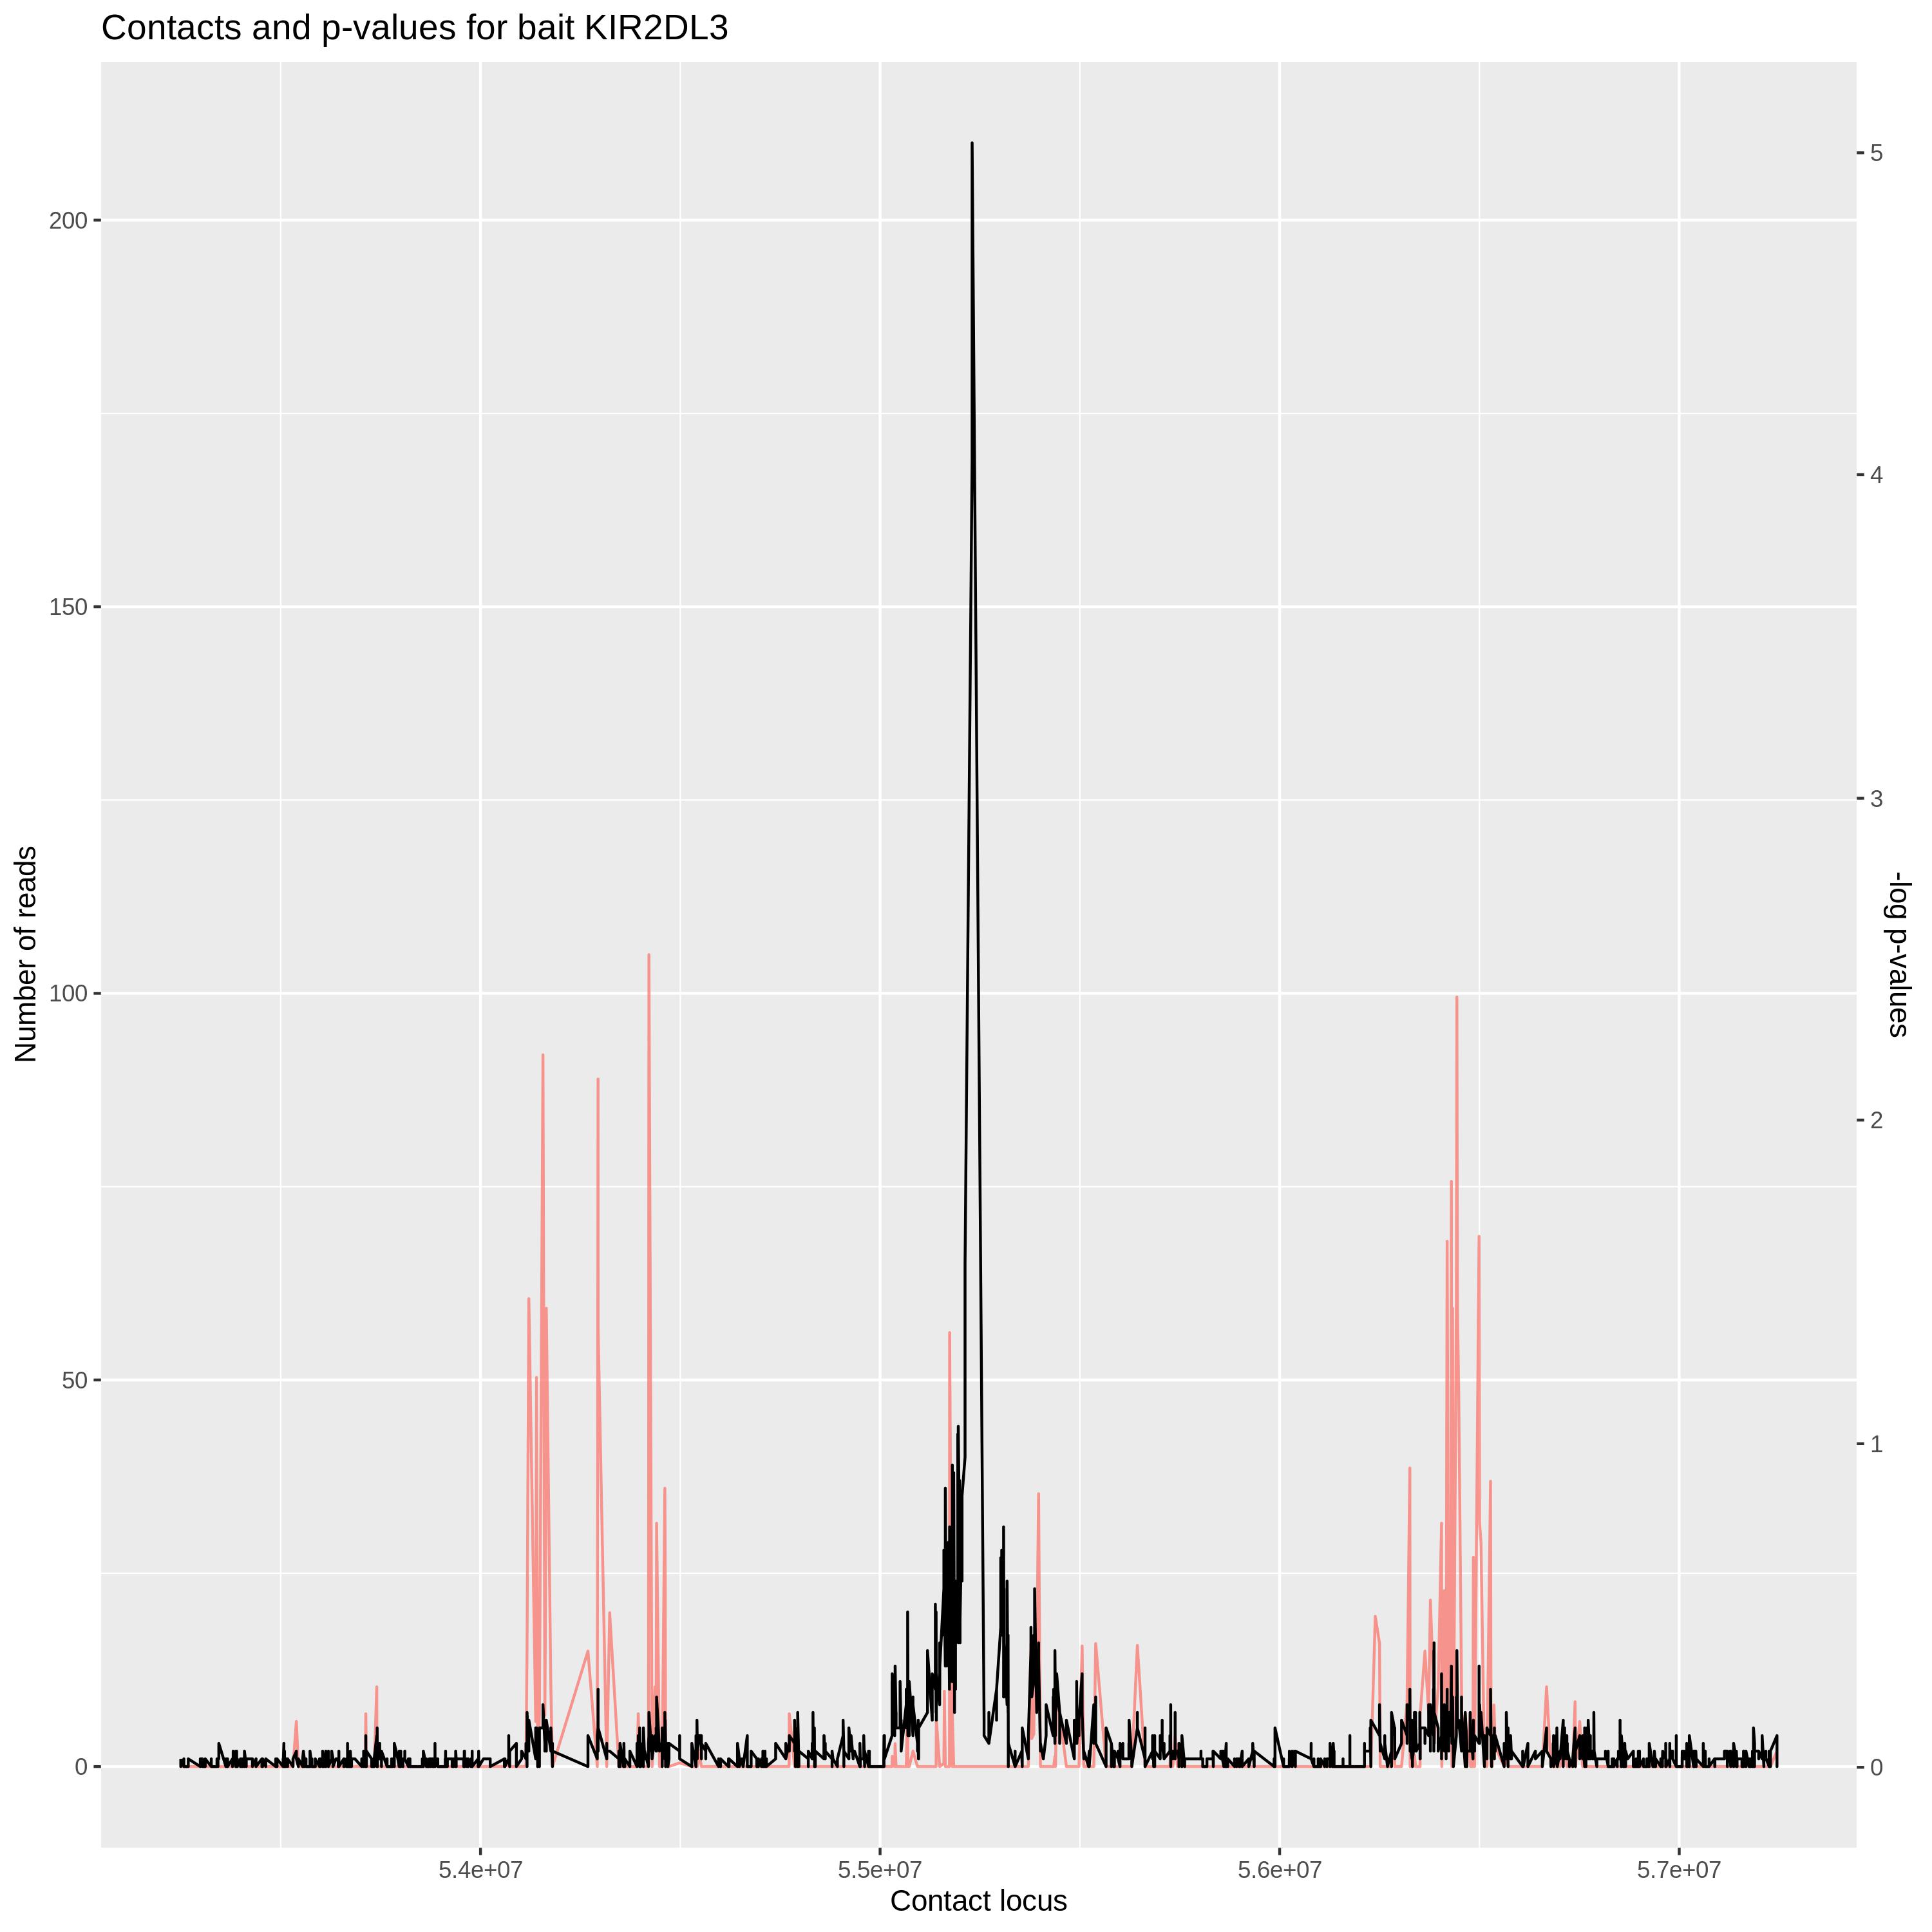 Contacts and p-values for bait KIR2DL3
200
150
100
50
0
Number of reads
5
4
3
2
1
0
-log p-values
5.4e+07
5.5e+07
5.6e+07
5.7e+07
Contact locus